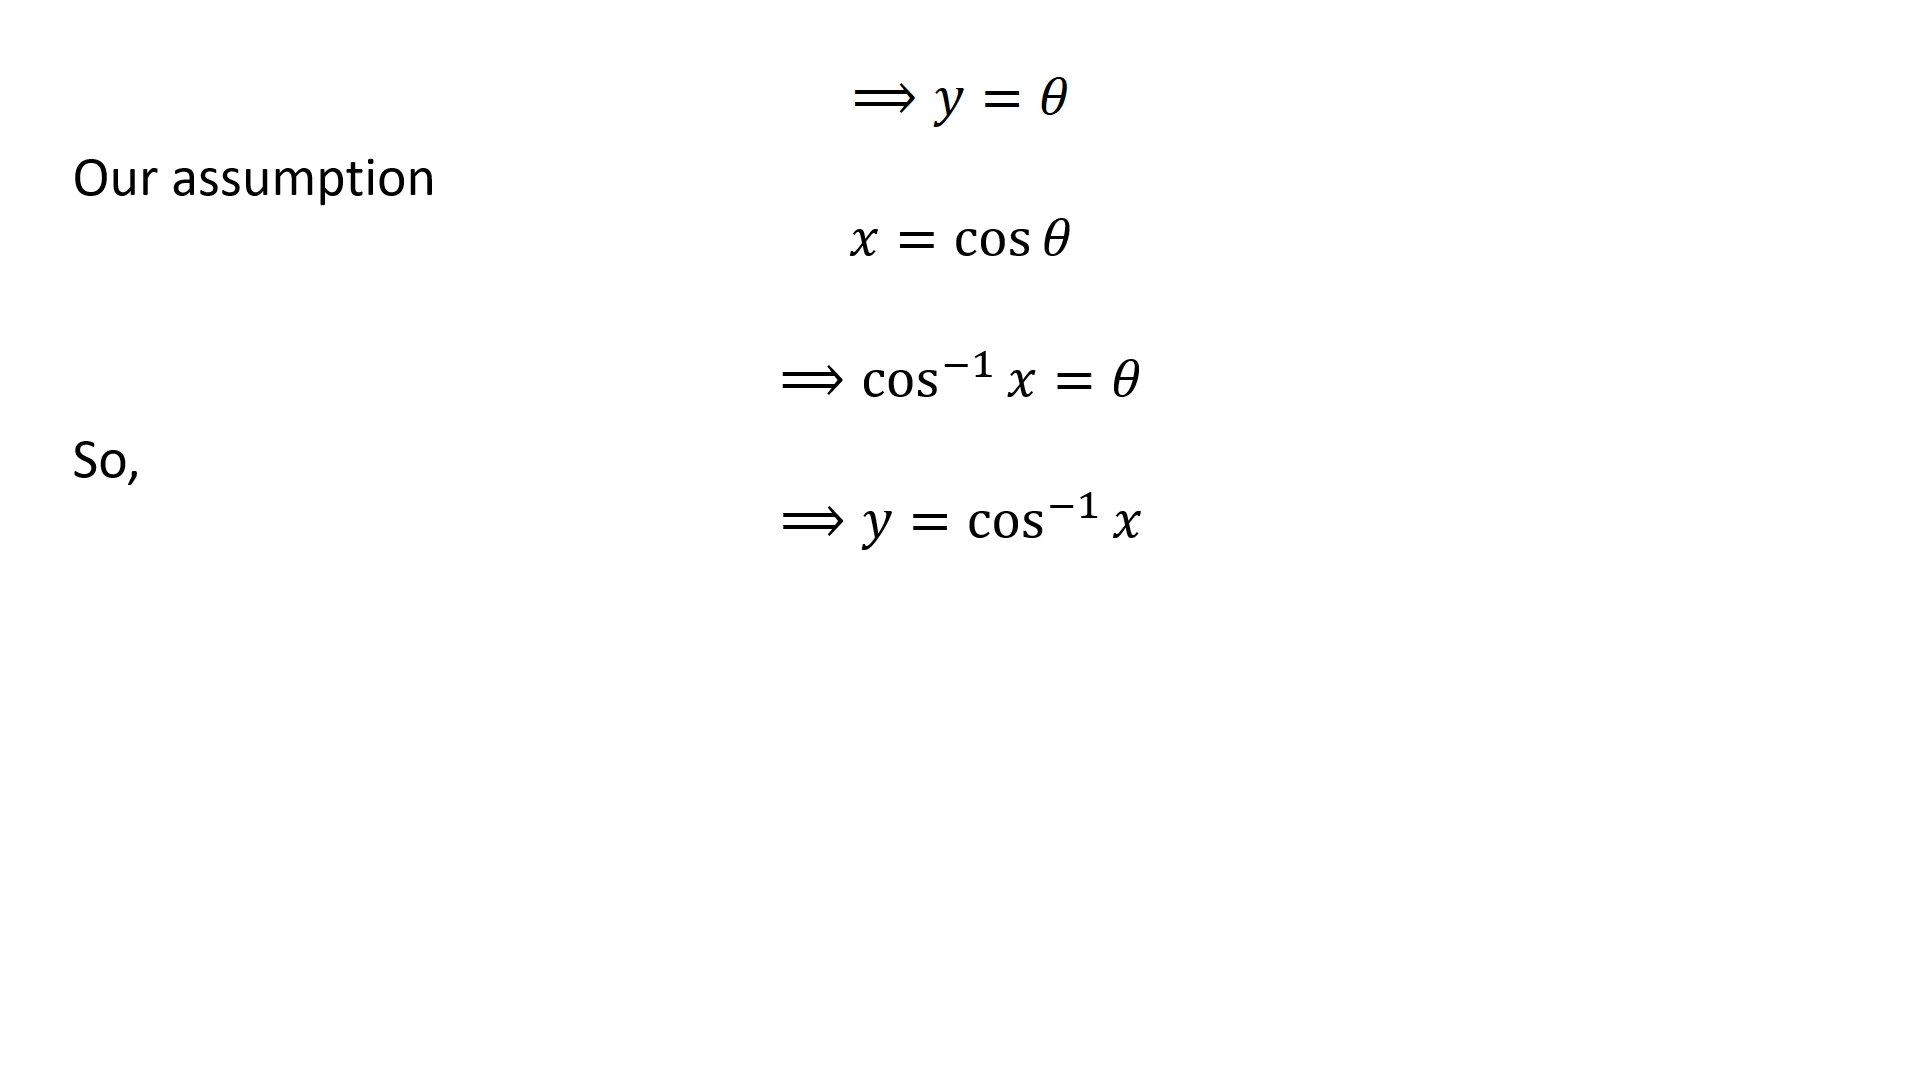 ⟹ y = θ
Our assumption
x = cos θ
⟹ cos⁻¹ x = θ
So,
⟹ y = cos⁻¹ x